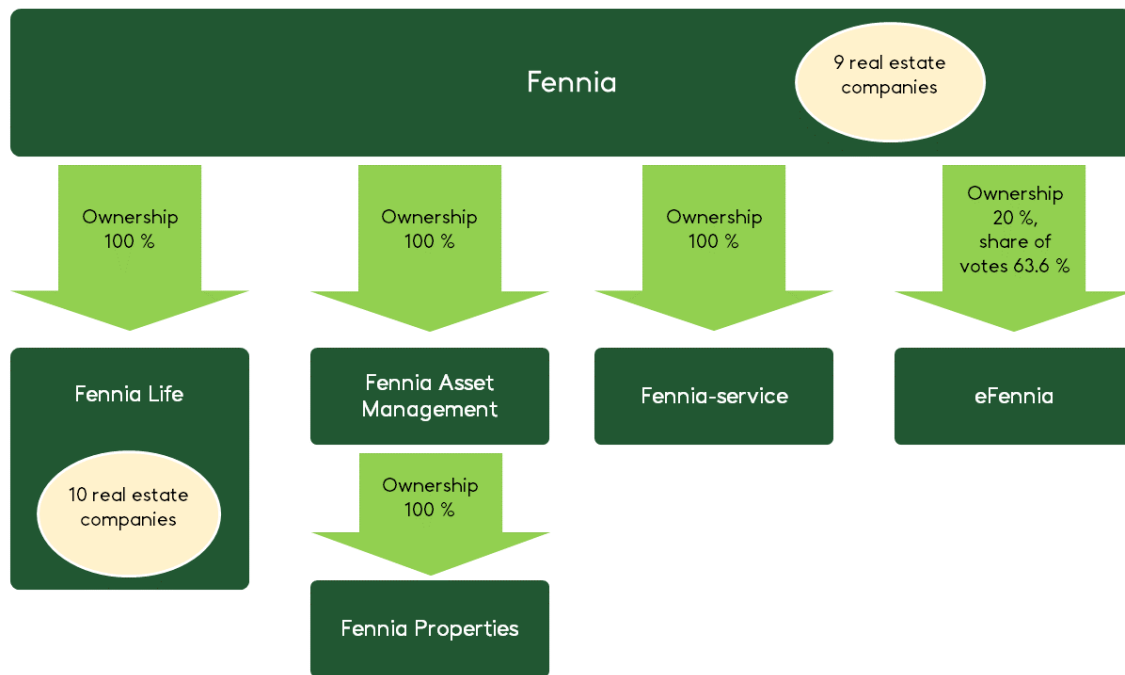 Fennia
9 real estate
companies
Ownership
100 %
Ownership
100 %
Ownership
100 %
Ownership
20 %,
share of
votes 63.6 %
Fennia Life
10 real estate
companies
Fennia Asset
Management
Fennia-service
eFennia
Ownership
100 %
Fennia Properties